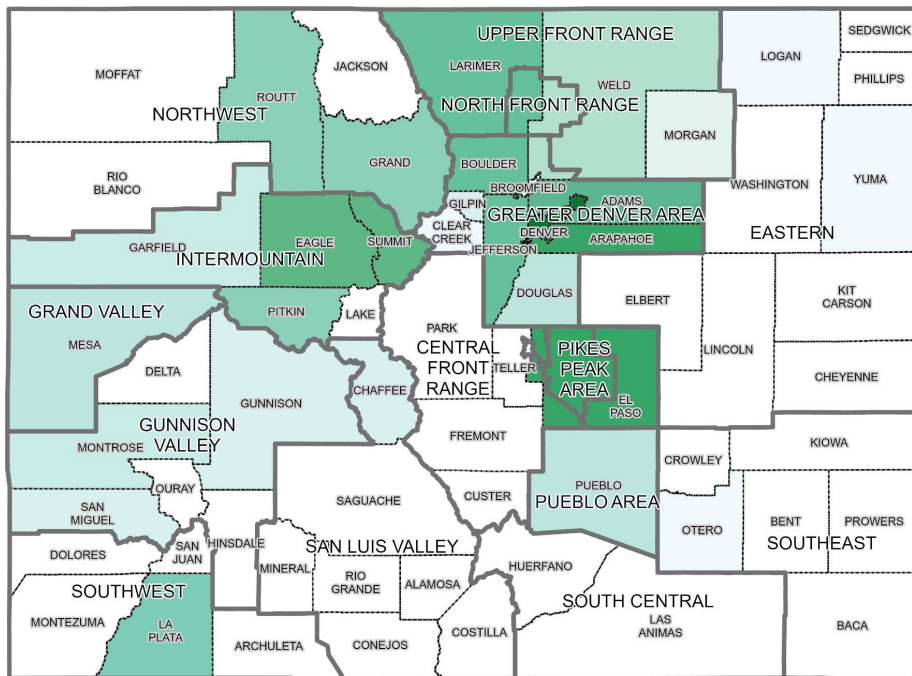 UPPER FRONT RANGE
SEDGWICK
LOGAN
LARIMER
JACKSON
MOFFAT
PHILLIPS
WELD
ROUTT
NORTH FRONT RANGE
NORTHWEST
MORGAN
GRAND
BOULDER
RIO
BLANCO
WASHINGTON
YUMA
BROOMFIELD
GILPIN
ADAMS
GREATER DENVER AREA
CLEAR
CREEK
DENVER
EASTERN
EAGLE
SUMMIT
JEFFERSON
ARAPAHOE
GARFIELD
INTERMOUNTAIN
DOUGLAS
ELBERT
KIT
CARSON
GRAND VALLEY
PITKIN
LAKE
PARK
MESA
CENTRAL
FRONT
RANGE
PIKES
PEAK
AREA
LINCOLN
DELTA
TELLER
CHEYENNE
CHAFFEE
GUNNISON
EL
PASO
GUNNISON
VALLEY
MONTROSE
FREMONT
KIOWA
CROWLEY
OURAY
PUEBLO
PUEBLO AREA
SAGUACHE
CUSTER
SAN
MIGUEL
OTERO
BENT
PROWERS
SOUTHEAST
HINSDALE
SAN LUIS VALLEY
DOLORES
SAN
JUAN
MINERAL
RIO
GRANDE
ALAMOSA
HUERFANO
SOUTHWEST
SOUTH CENTRAL
LAS
ANIMAS
MONTEZUMA
LA
PLATA
COSTILLA
BACA
ARCHULETA
CONEJOS